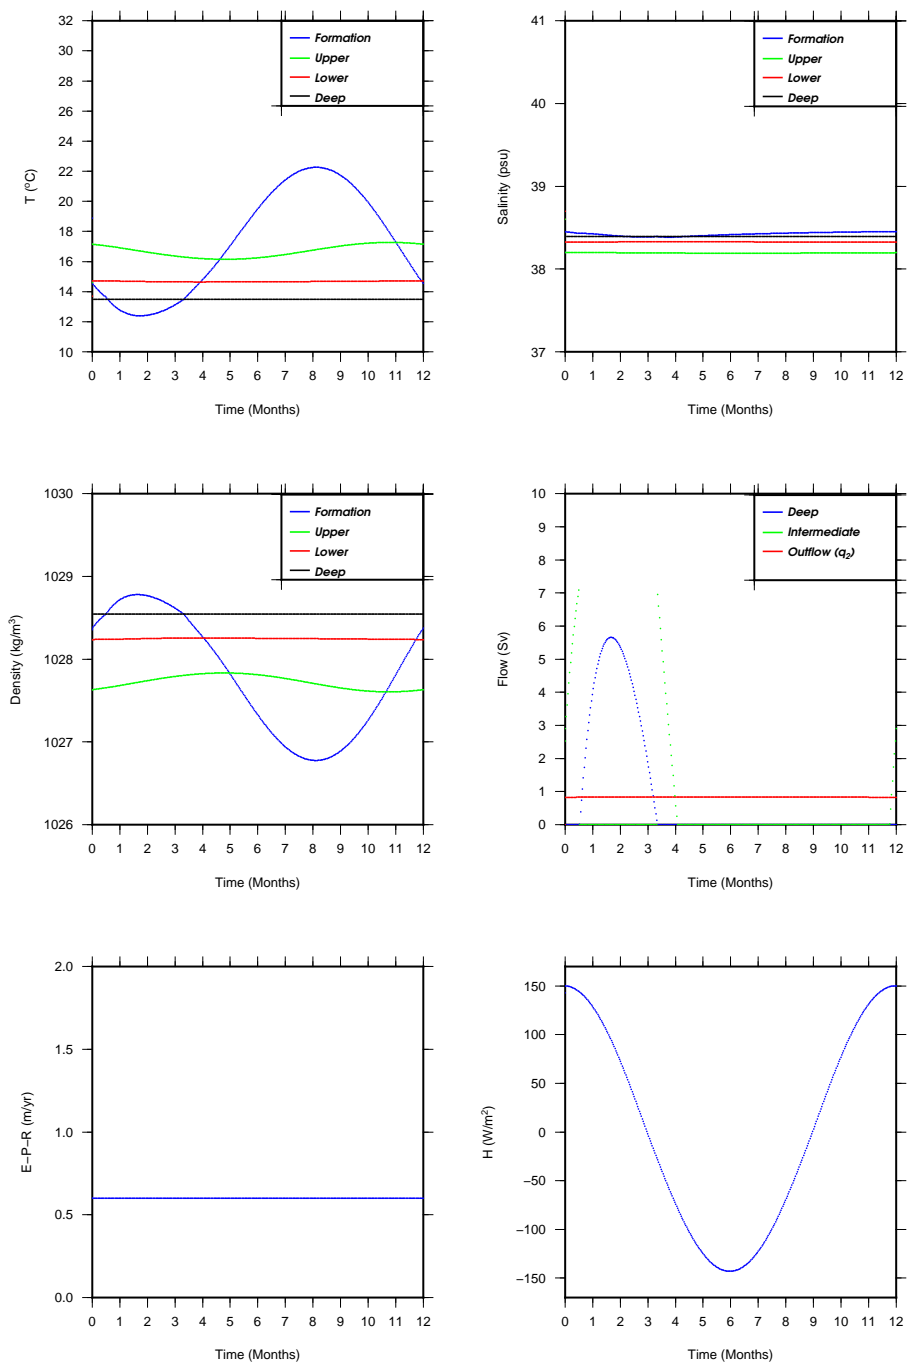 T (°C)
32
30
28
26
24
22
20
18
16
14
12
10
Formation
Upper
Lower
Deep
0 1 2 3 4 5 6 7 8 9 10 11 12
Time (Months)
Salinity (psu)
41
40
39
38
37
Formation
Upper
Lower
Deep
0 1 2 3 4 5 6 7 8 9 10 11 12
Time (Months)
Density (kg/m³)
1030
1029
1028
1027
1026
Formation
Upper
Lower
Deep
0 1 2 3 4 5 6 7 8 9 10 11 12
Time (Months)
Flow (Sv)
10
9
8
7
6
5
4
3
2
1
0
Deep
Intermediate
Outflow (q₂)
0 1 2 3 4 5 6 7 8 9 10 11 12
Time (Months)
E−P−R (m/yr)
2.0
1.5
1.0
0.5
0.0
0 1 2 3 4 5 6 7 8 9 10 11 12
Time (Months)
H (W/m²)
150
100
50
0
−50
−100
−150
0 1 2 3 4 5 6 7 8 9 10 11 12
Time (Months)